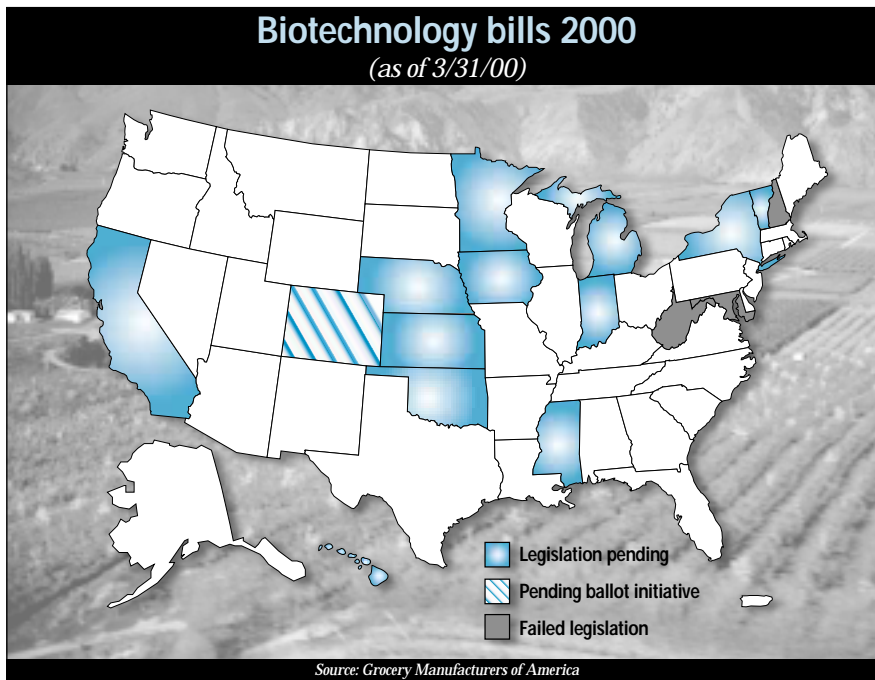 Biotechnology bills 2000
(as of 3/31/00)
Legislation pending
Pending ballot initiative
Failed legislation
Source: Grocery Manufacturers of America